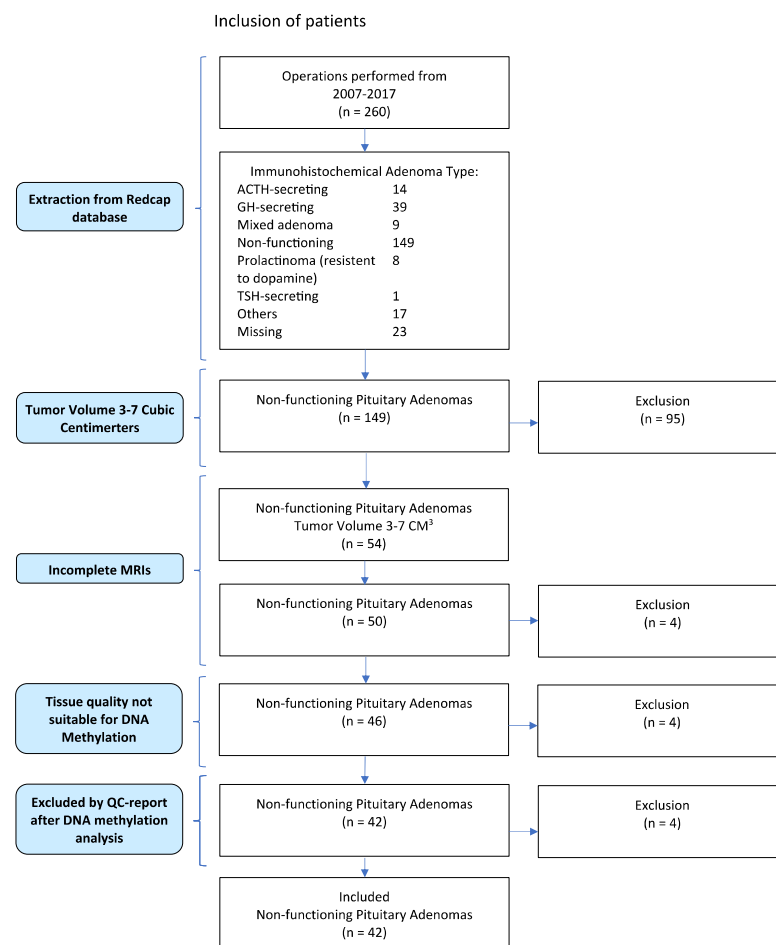 Inclusion of patients
Operations performed from
2007-2017
(n = 260)
Extraction from Redcap
database
Immunohistochemical Adenoma Type:
ACTH-secreting 14
GH-secreting 39
Mixed adenoma 9
Non-functioning 149
Prolactinoma (resistent 8
to dopamine)
TSH-secreting 1
Others 17
Missing 23
Tumor Volume 3-7 Cubic
Centimerters
Non-functioning Pituitary Adenomas
(n = 149)
Exclusion
(n = 95)
Non-functioning Pituitary Adenomas
Tumor Volume 3-7 CM³
(n = 54)
Incomplete MRIs
Non-functioning Pituitary Adenomas
(n = 50)
Exclusion
(n = 4)
Tissue quality not
suitable for DNA
Methylation
Non-functioning Pituitary Adenomas
(n = 46)
Exclusion
(n = 4)
Excluded by QC-report
after DNA methylation
analysis
Non-functioning Pituitary Adenomas
(n = 42)
Exclusion
(n = 4)
Included
Non-functioning Pituitary Adenomas
(n = 42)